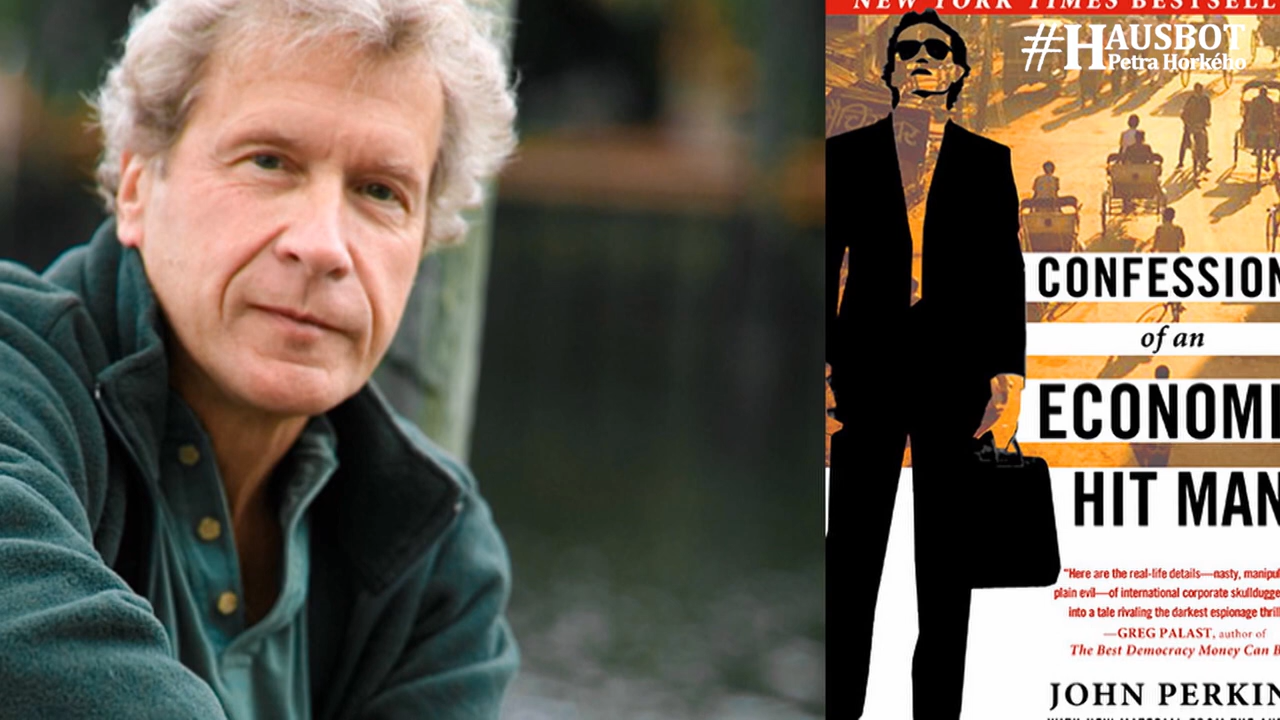 NEW YORK TIMES BESTSELL
#HAUSBOT
Petra Horkého
CONFESSION
of an
ECONOMI
HIT MAN
"Here are the real-life details—nasty, manipul
plain evil—of international corporate skulldugge
into a tale rivaling the darkest espionage thril
—GREG PALAST, author of
The Best Democracy Money Can B
JOHN PERKIN